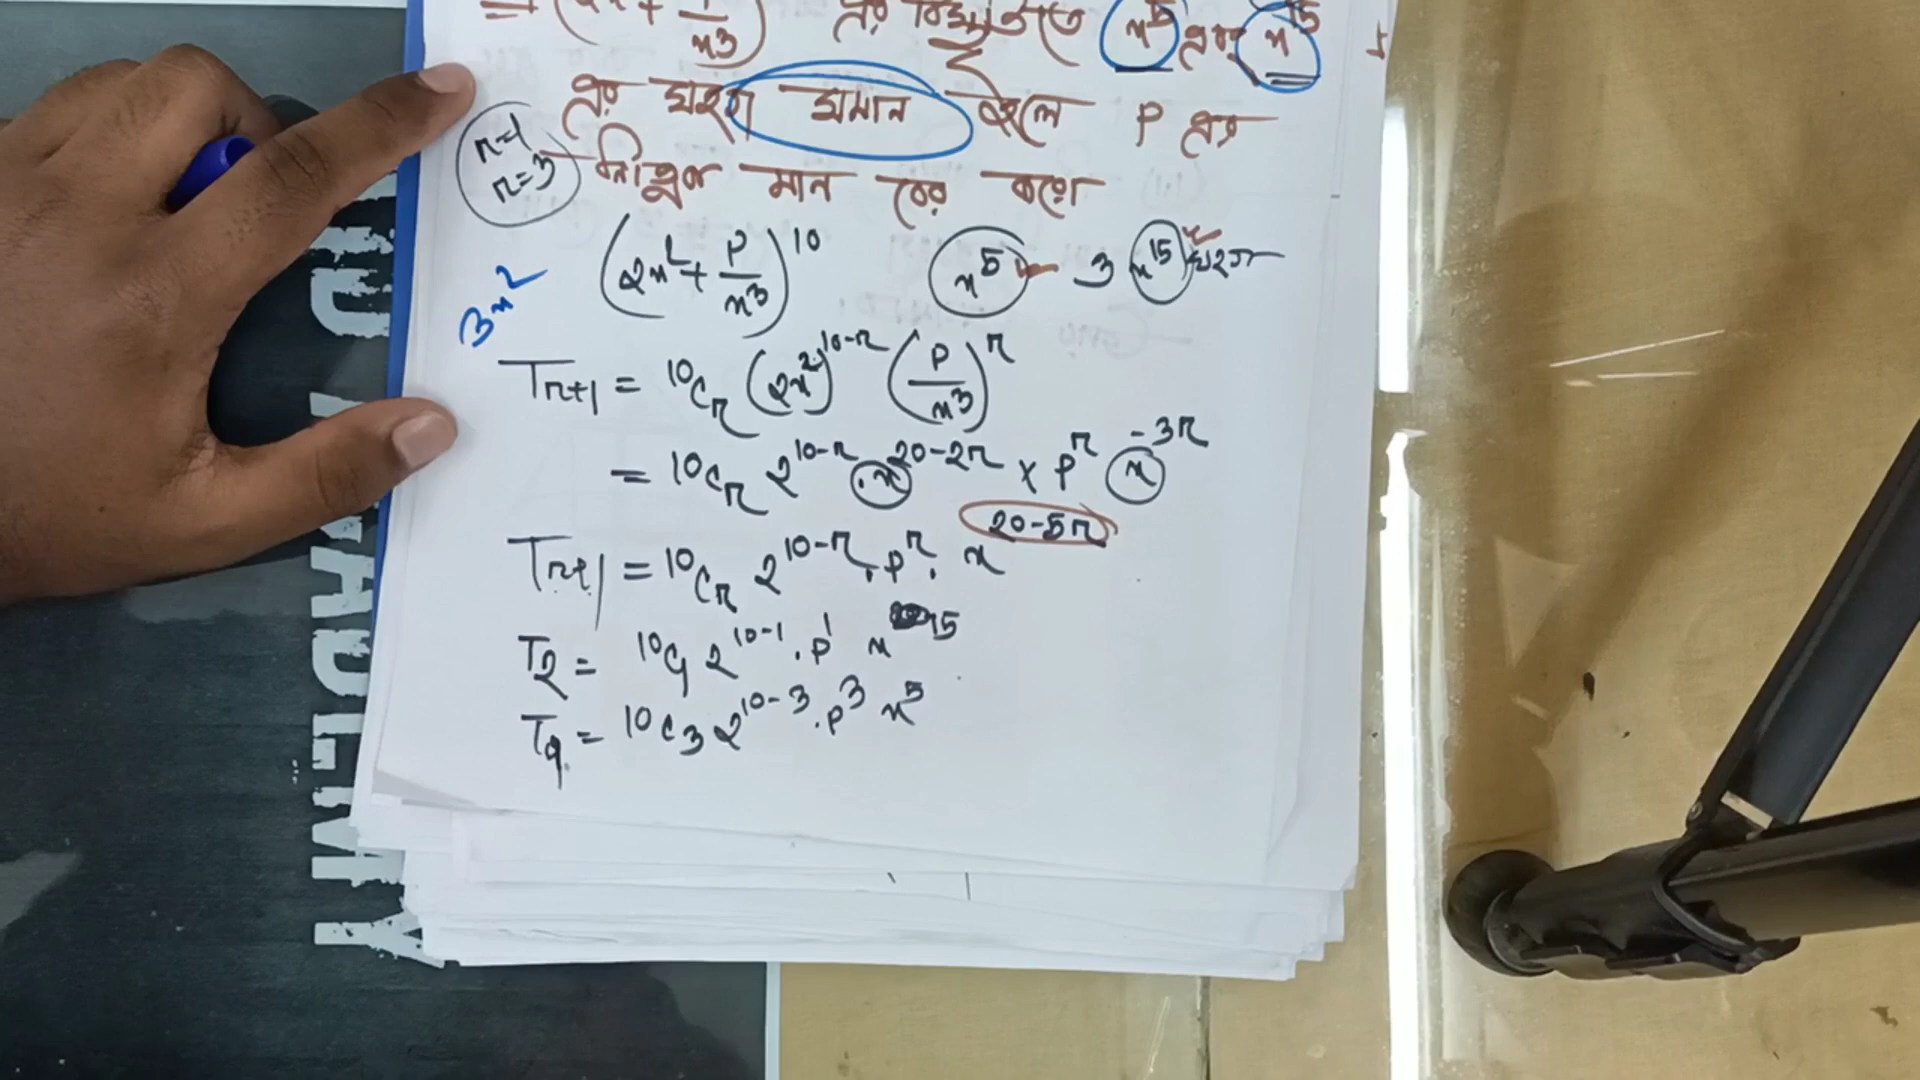 এর বিস্তৃতিতে x⁵ এবং x¹⁵
এর সহগ সমান হলে P এর
r=1
r=3
মান বের করো
(2x² + P/x³)¹⁰ x⁵ ও x¹⁵ সহগ
3x²
Tr+1 = ¹⁰Cr (2x²)¹⁰⁻ʳ (P/x³)ʳ
= ¹⁰Cr 2¹⁰⁻ʳ . x²⁰⁻²ʳ × Pʳ x⁻³ʳ
Tr+1 = ¹⁰Cr 2¹⁰⁻ʳ . Pʳ . x²⁰⁻⁵ʳ
T2 = ¹⁰C1 2¹⁰⁻¹ . P¹ x¹⁵
T4 = ¹⁰C3 2¹⁰⁻³ . P³ x⁵